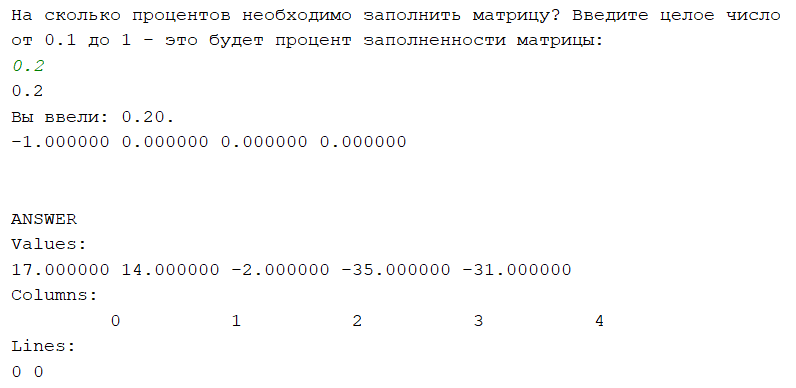 На сколько процентов необходимо заполнить матрицу? Введите целое число
от 0.1 до 1 – это будет процент заполненности матрицы:
0.2
0.2
Вы ввели: 0.20.
-1.000000 0.000000 0.000000 0.000000
ANSWER
Values:
17.000000 14.000000 -2.000000 -35.000000 -31.000000
Columns:
0 1 2 3 4
Lines:
0 0